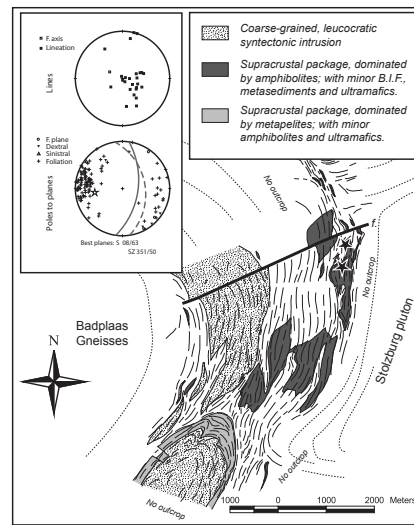 F. axis
Lineation
Lines
F. plane
Dextral
Sinistral
Foliation
Poles to planes
Best planes: S 08/63
SZ 351/50
Coarse-grained, leucocratic
syntectonic intrusion
Supracrustal package, dominated
by amphibolites; with minor B.I.F.,
metasediments and ultramafics.
Supracrustal package, dominated
by metapelites; with minor
amphibolites and ultramafics.
No outcrop
f.
No outcrop
Badplaas
Gneisses
N
Stolzburg pluton
No outcrop
No outcrop
1000 0 1000 2000 Meters